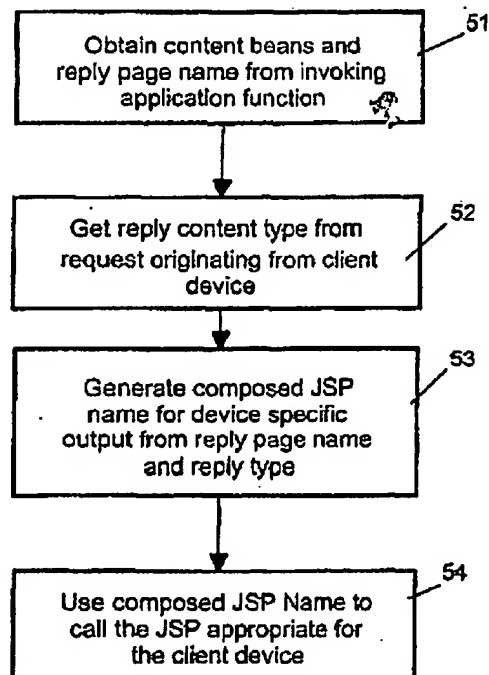 51
Obtain content beans and
reply page name from invoking
application function
52
Get reply content type from
request originating from client
device
53
Generate composed JSP
name for device specific
output from reply page name
and reply type
54
Use composed JSP Name to
call the JSP appropriate for
the client device